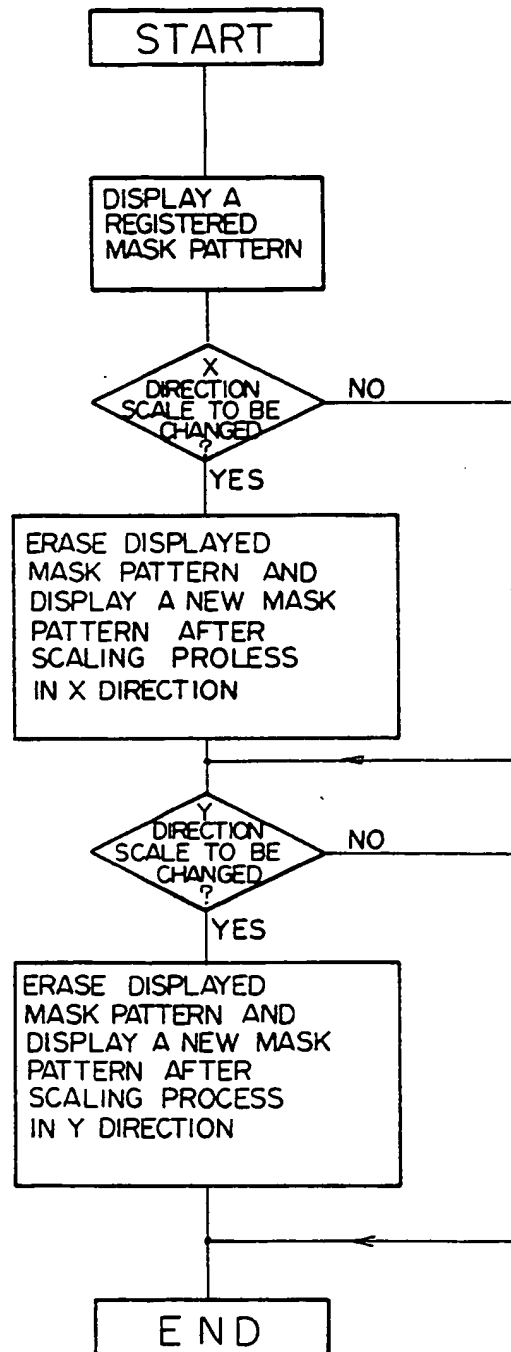 START
DISPLAY A
REGISTERED
MASK PATTERN
X
DIRECTION
SCALE TO BE
CHANGED
?
NO
YES
ERASE DISPLAYED
MASK PATTERN AND
DISPLAY A NEW MASK
PATTERN AFTER
SCALING PROLESS
IN X DIRECTION
Y
DIRECTION
SCALE TO BE
CHANGED
?
NO
YES
ERASE DISPLAYED
MASK PATTERN AND
DISPLAY A NEW MASK
PATTERN AFTER
SCALING PROCESS
IN Y DIRECTION
END